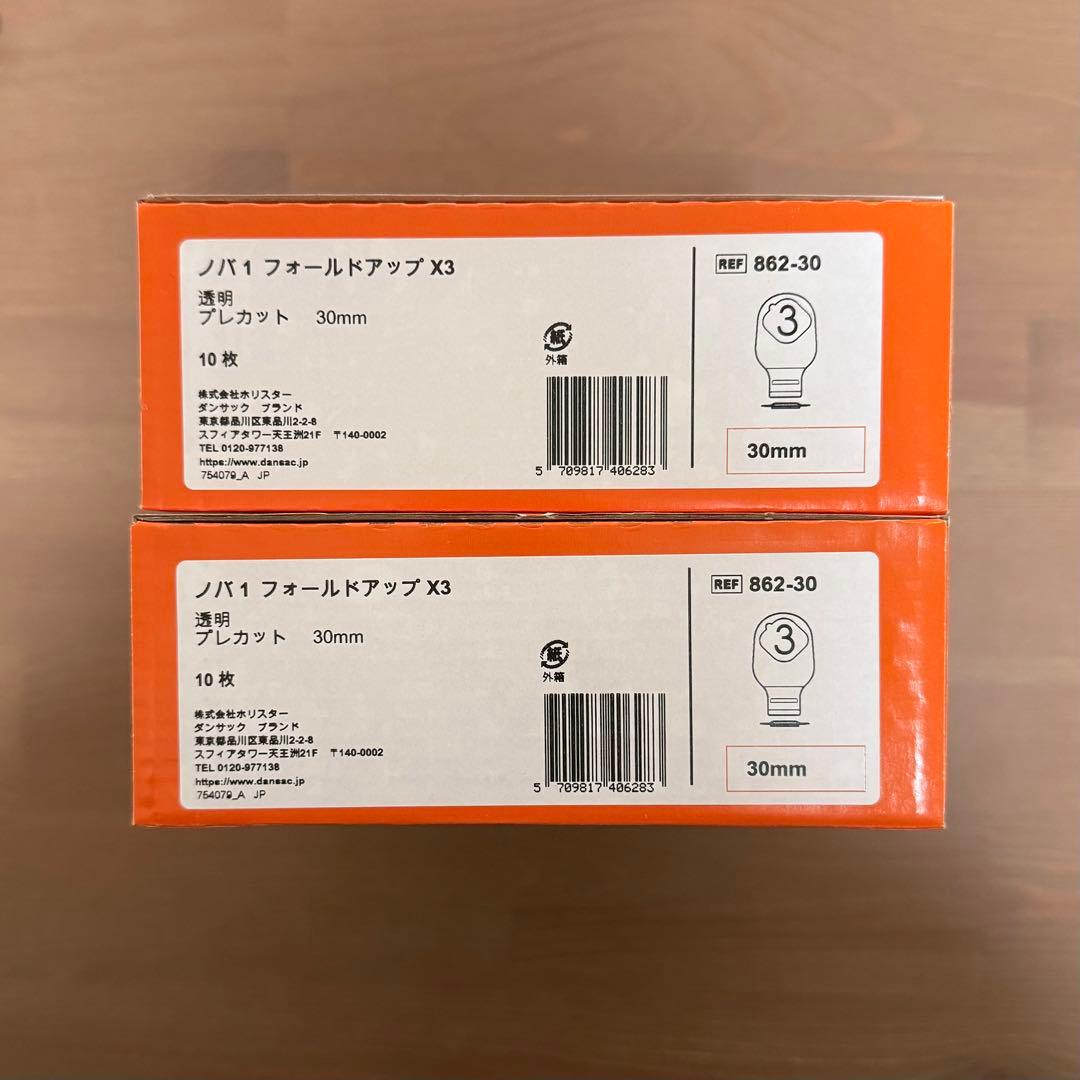 ノバ1 フォールドアップ X3
透明
プレカット 30mm
10 枚
株式会社ホリスター
ダンサック ブランド
東京都品川区東品川2-2-8
スフィアタワー天王洲21F 〒140-0002
TEL 0120-977138
https://www.dansac.jp
754079_A JP
紙
外箱
5 709817 406283
REF 862-30
3
30mm
ノバ1 フォールドアップ X3
透明
プレカット 30mm
10 枚
株式会社ホリスター
ダンサック ブランド
東京都品川区東品川2-2-8
スフィアタワー天王洲21F 〒140-0002
TEL 0120-977138
https://www.dansac.jp
754079_A JP
紙
外箱
5 709817 406283
REF 862-30
3
30mm